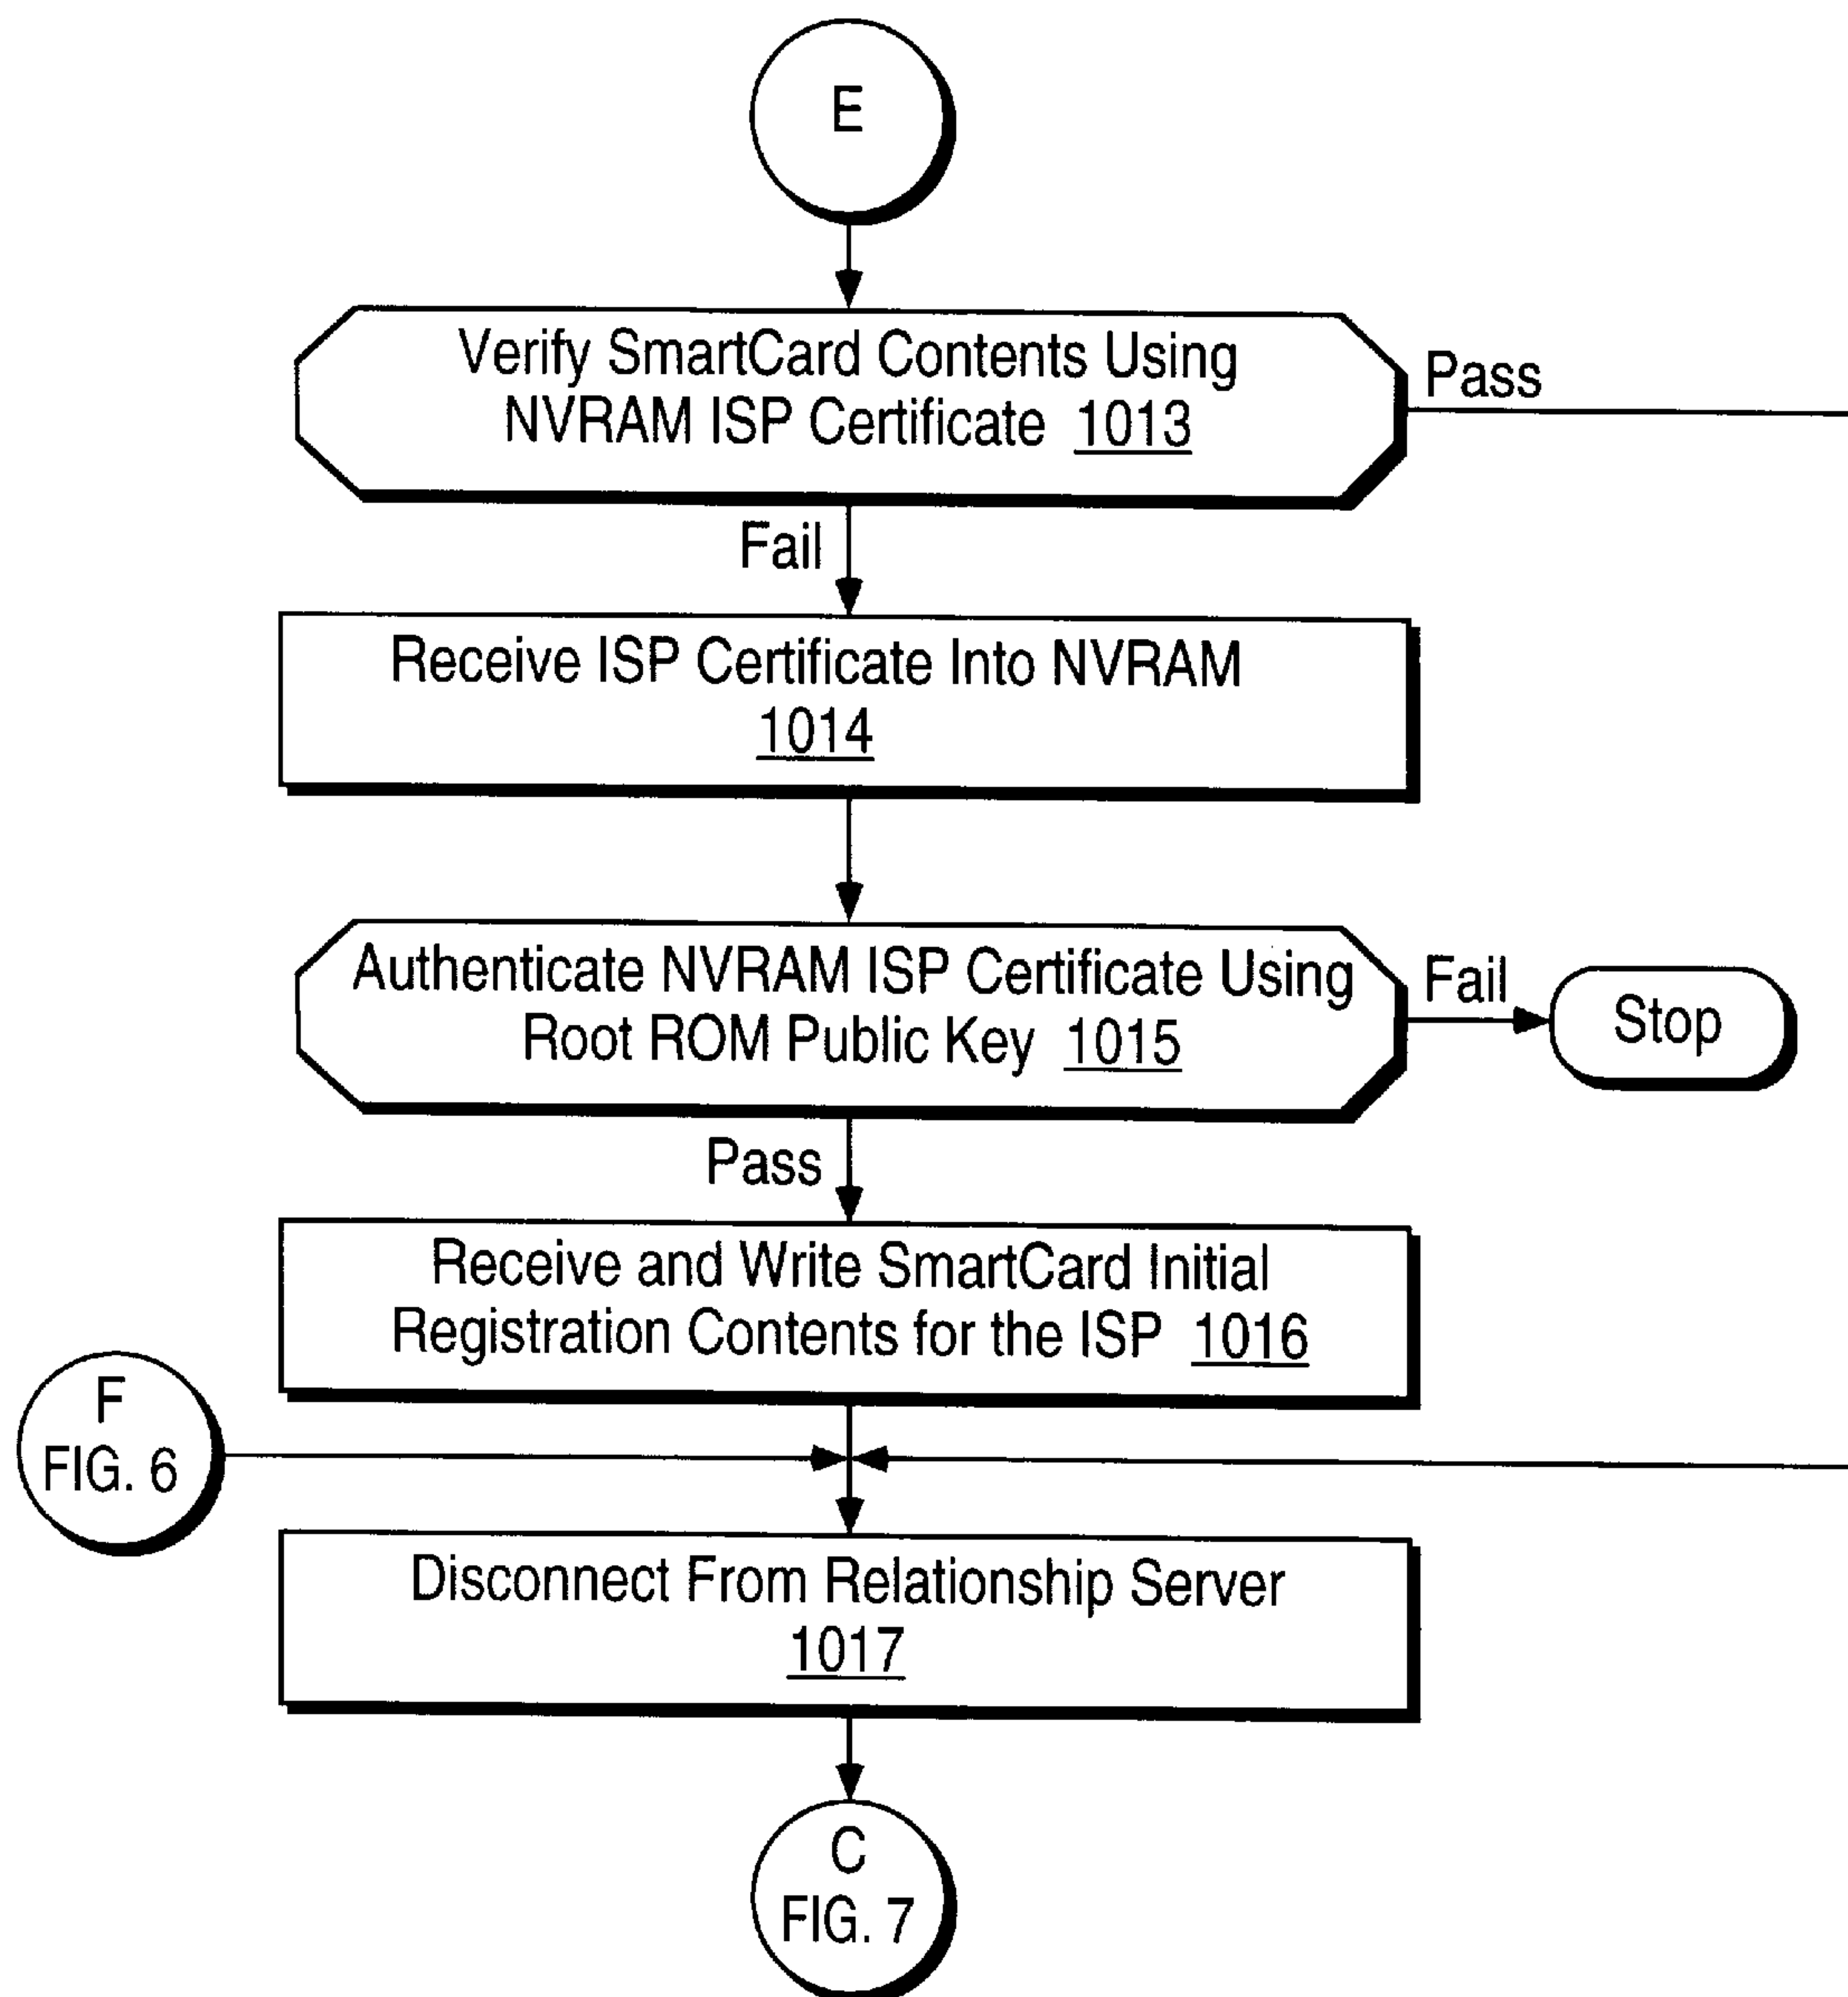 E
Verify SmartCard Contents Using
NVRAM ISP Certificate 1013
Pass
Fail
Receive ISP Certificate Into NVRAM
1014
Authenticate NVRAM ISP Certificate Using
Root ROM Public Key 1015
Fail
Stop
Pass
Receive and Write SmartCard Initial
Registration Contents for the ISP 1016
F
FIG. 6
Disconnect From Relationship Server
1017
C
FIG. 7